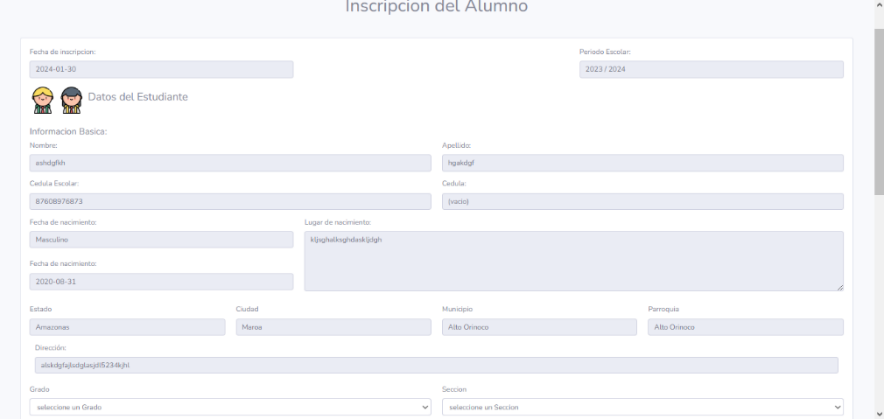 Inscripcion del Alumno
Fecha de inscripcion:
Periodo Escolar:
2024-01-30
2023 / 2024
Datos del Estudiante
Informacion Basica:
Nombre:
Apellido:
ashdgfkh
hgakdgf
Cedula Escolar:
Cedula:
87608976873
(vacio)
Fecha de nacimiento:
Lugar de nacimiento:
Masculino
Fecha de nacimiento:
2020-08-31
Estado
Ciudad
Municipio
Parroquia
Amazonas
Maroa
Alto Orinoco
Alto Orinoco
Dirección:
Grado
Seccion
seleccione un Grado
seleccione un Seccion